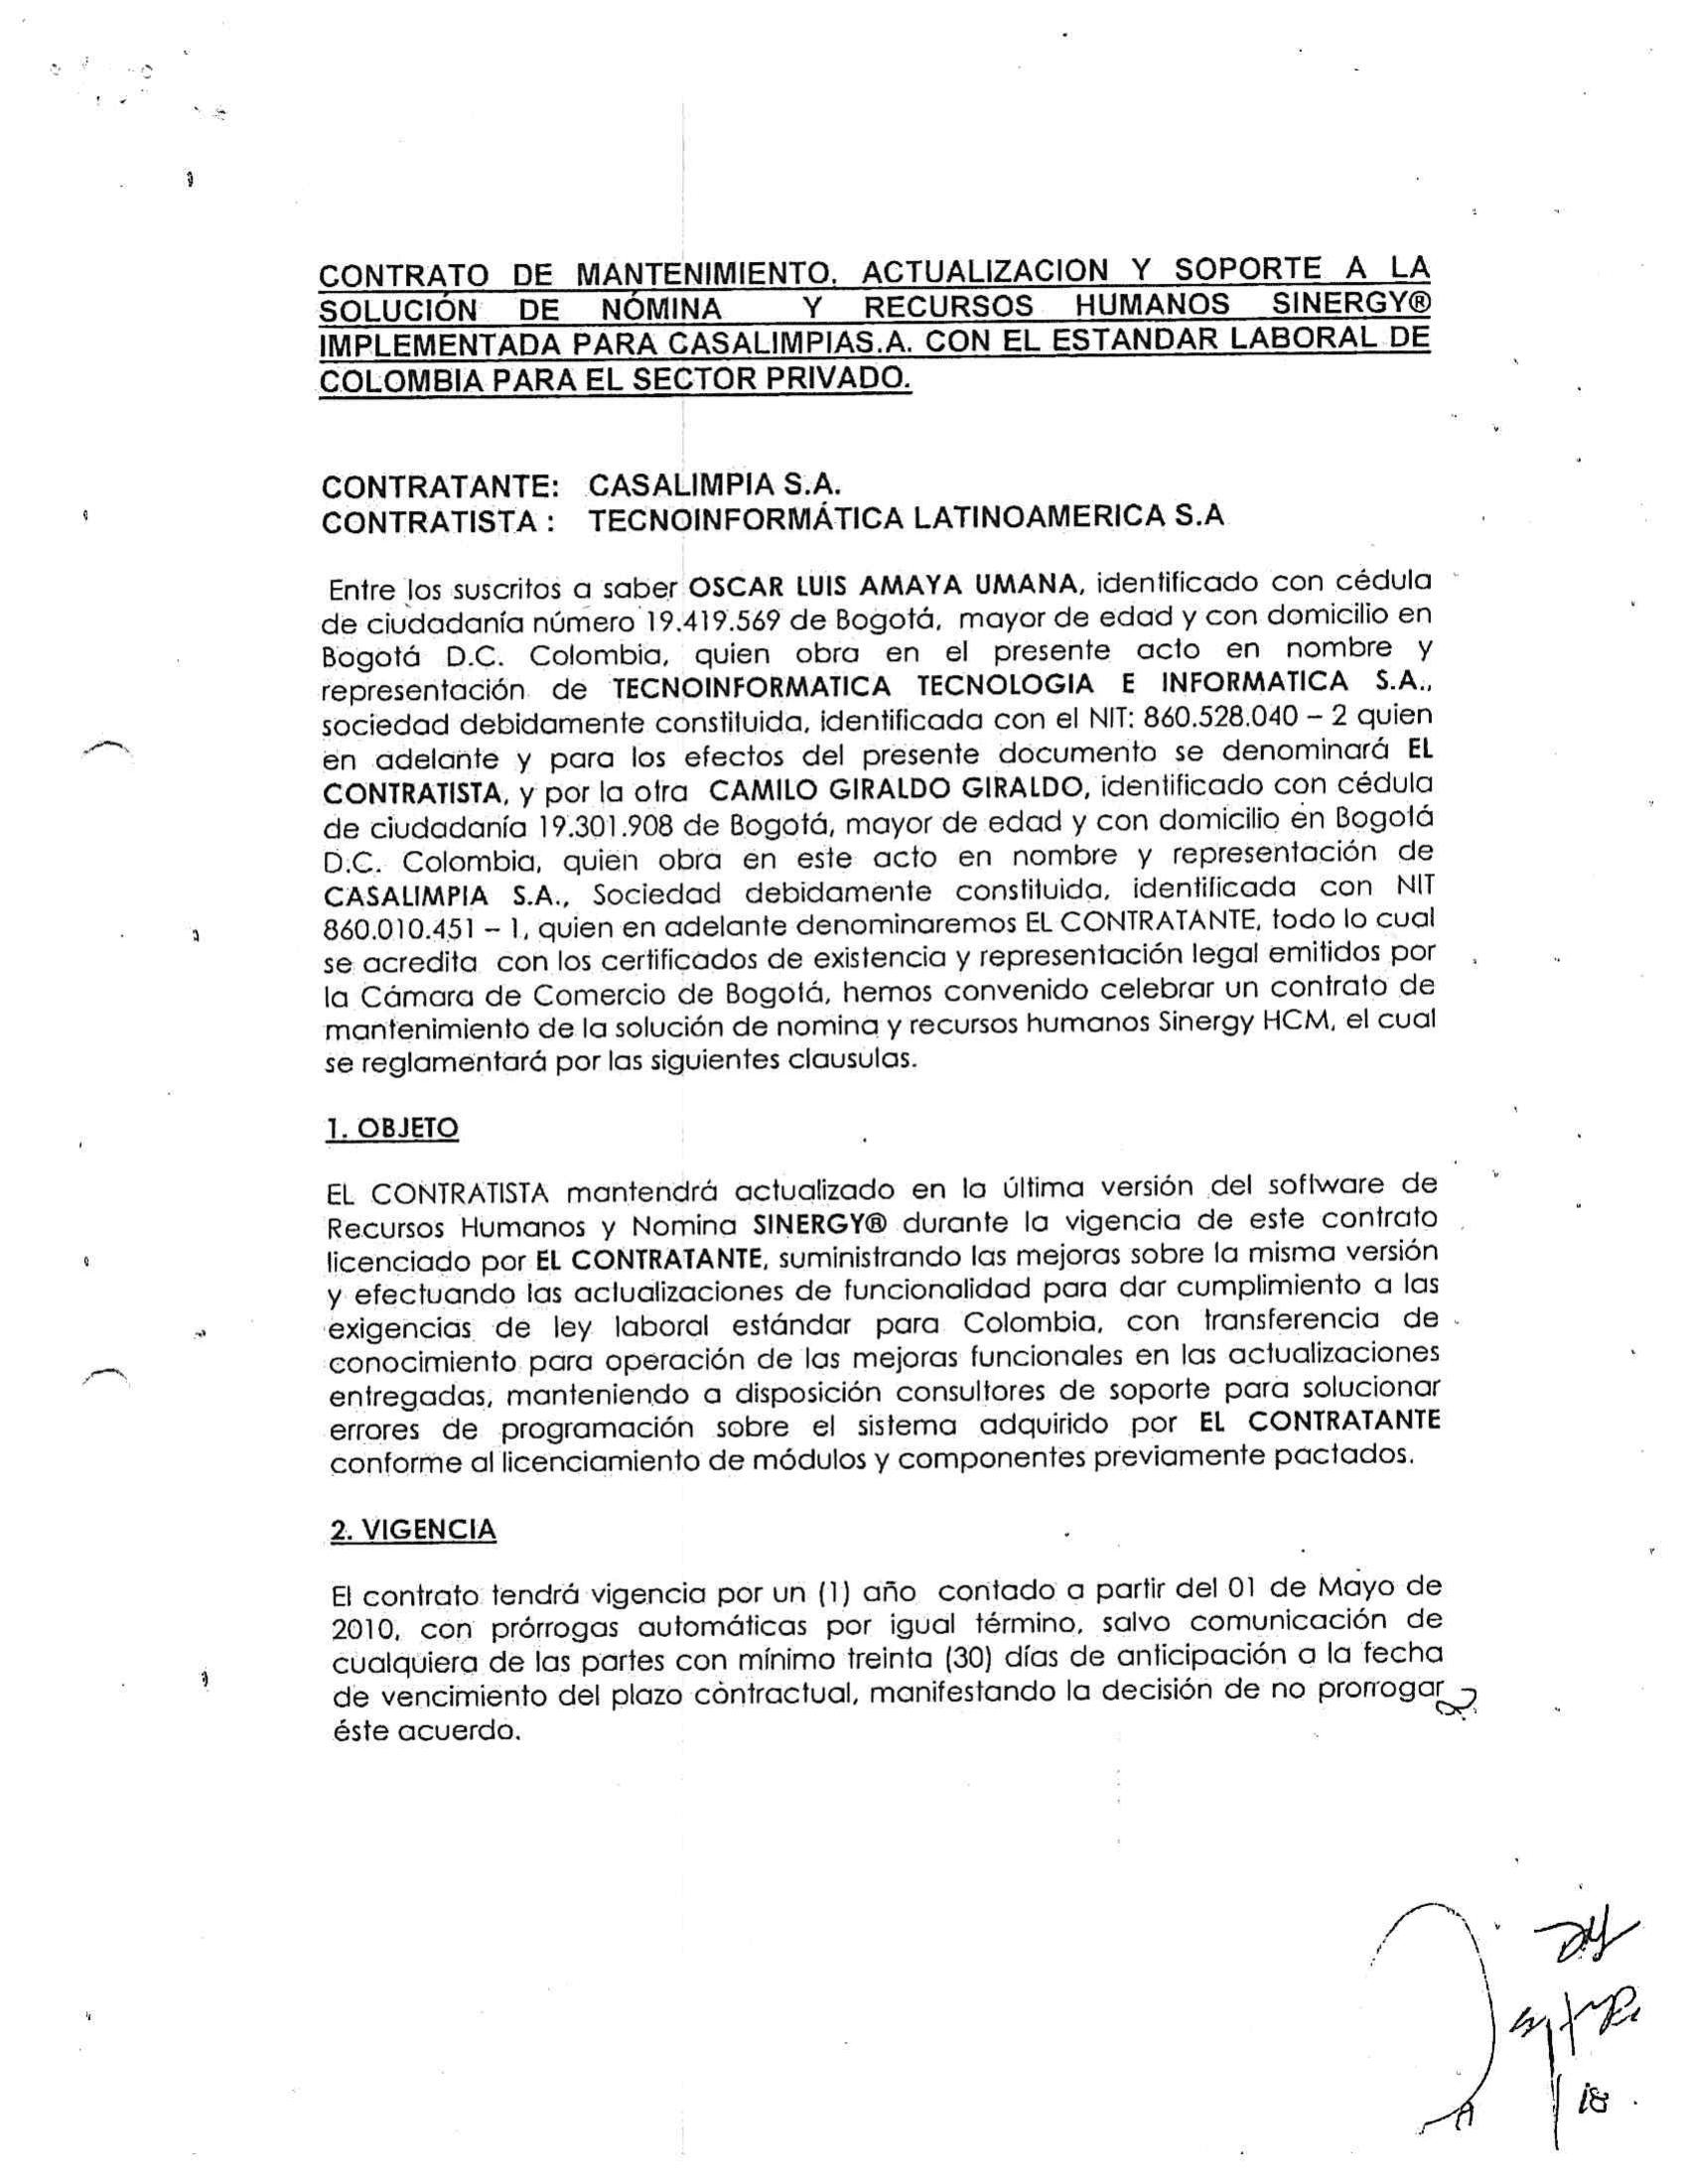 CONTRATO DE MANTENIMIENTO, ACTUALIZACION Y SOPORTE A LA
SOLUCIÓN DE NÓMINA Y RECURSOS HUMANOS SINERGY®
IMPLEMENTADA PARA CASALIMPIAS.A. CON EL ESTANDAR LABORAL DE
COLOMBIA PARA EL SECTOR PRIVADO.
CONTRATANTE: CASALIMPIA S.A.
CONTRATISTA : TECNOINFORMÁTICA LATINOAMERICA S.A
Entre los suscritos a saber OSCAR LUIS AMAYA UMANA, identificado con cédula
de ciudadanía número 19.419.569 de Bogotá, mayor de edad y con domicilio en
Bogotá D.C. Colombia, quien obra en el presente acto en nombre y
representación de TECNOINFORMATICA TECNOLOGIA E INFORMATICA S.A.,
sociedad debidamente constituida, identificada con el NIT: 860.528.040 – 2 quien
en adelante y para los efectos del presente documento se denominará EL
CONTRATISTA, y por la otra CAMILO GIRALDO GIRALDO, identificado con cédula
de ciudadanía 19.301.908 de Bogotá, mayor de edad y con domicilio en Bogotá
D.C. Colombia, quien obra en este acto en nombre y representación de
CASALIMPIA S.A., Sociedad debidamente constituida, identificada con NIT
860.010.451 – 1, quien en adelante denominaremos EL CONTRATANTE, todo lo cual
se acredita con los certificados de existencia y representación legal emitidos por
la Cámara de Comercio de Bogotá, hemos convenido celebrar un contrato de
mantenimiento de la solución de nomina y recursos humanos Sinergy HCM, el cual
se reglamentará por las siguientes clausulas.
1. OBJETO
EL CONTRATISTA mantendrá actualizado en la última versión del software de
Recursos Humanos y Nomina SINERGY® durante la vigencia de este contrato
licenciado por EL CONTRATANTE, suministrando las mejoras sobre la misma versión
y efectuando las actualizaciones de funcionalidad para dar cumplimiento a las
exigencias de ley laboral estándar para Colombia, con transferencia de
conocimiento para operación de las mejoras funcionales en las actualizaciones
entregadas, manteniendo a disposición consultores de soporte para solucionar
errores de programación sobre el sistema adquirido por EL CONTRATANTE
conforme al licenciamiento de módulos y componentes previamente pactados.
2. VIGENCIA
El contrato tendrá vigencia por un (1) año contado a partir del 01 de Mayo de
2010, con prórrogas automáticas por igual término, salvo comunicación de
cualquiera de las partes con mínimo treinta (30) días de anticipación a la fecha
de vencimiento del plazo contractual, manifestando la decisión de no prorrogar
éste acuerdo.